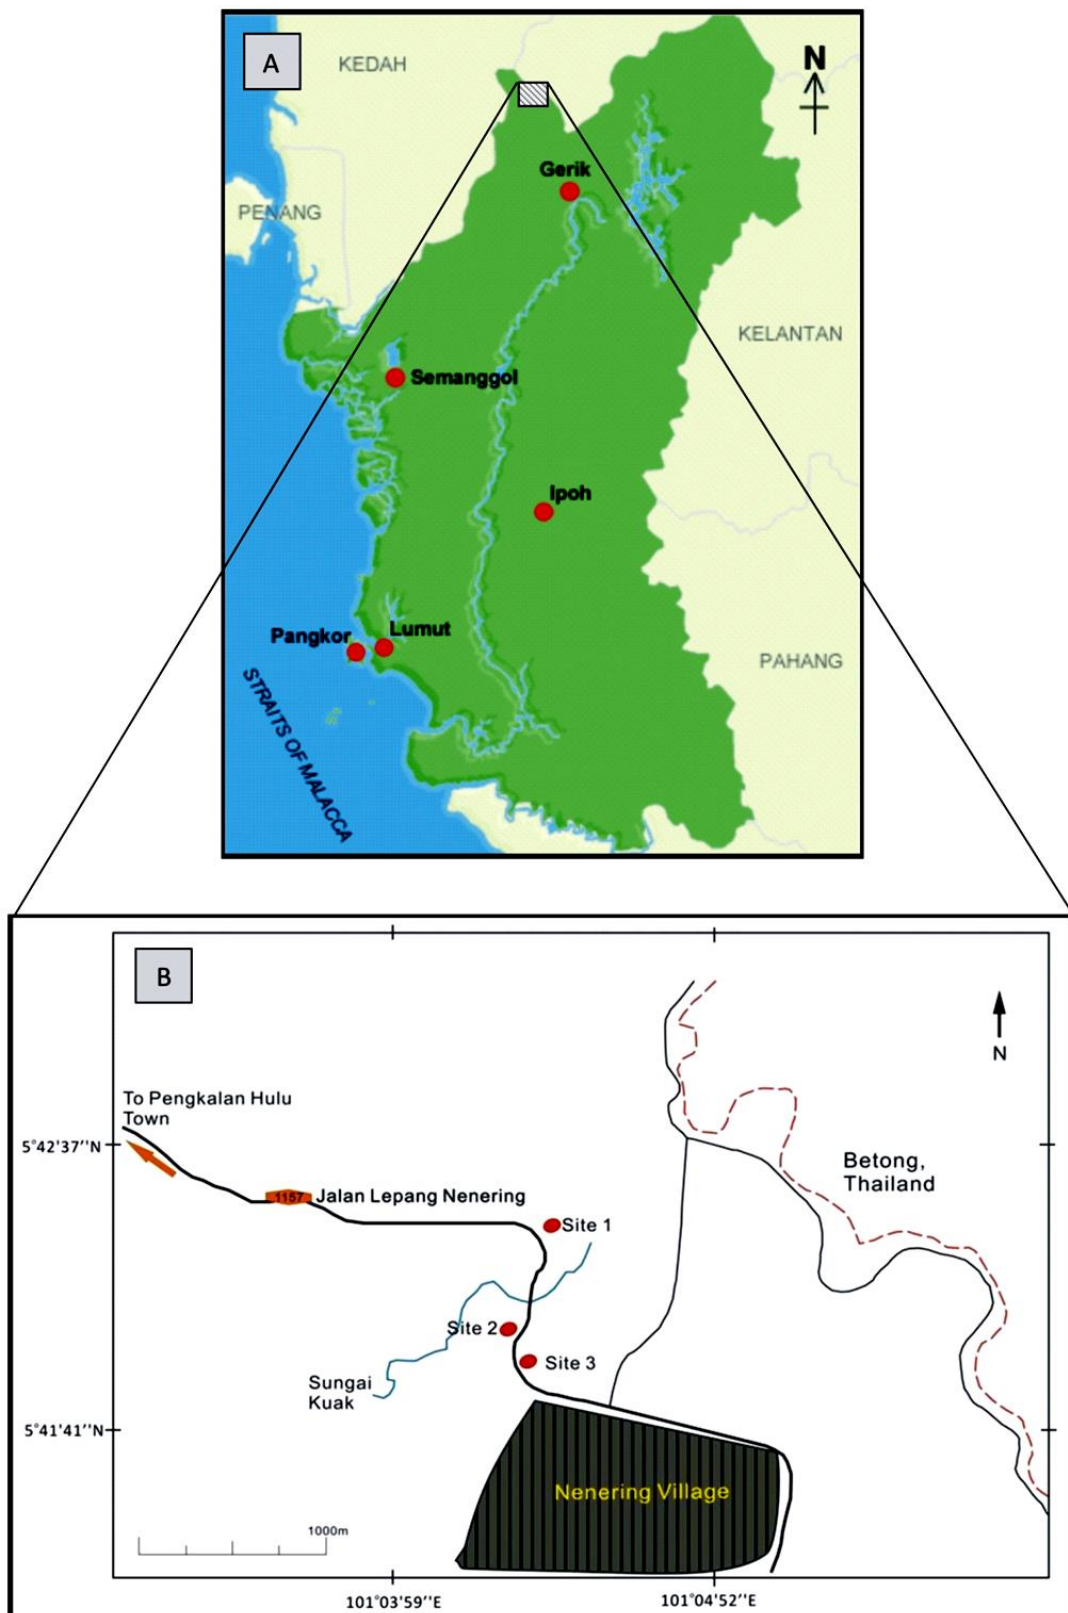 A
KEDAH
N
Gerik
PENANG
KELANTAN
Semanggol
Ipoh
Pangkor
Lumut
PAHANG
STRAITS OF MALACCA
B
N
To Pengkalan Hulu
Town
5°42'37''N
Betong,
Thailand
1157
Jalan Lepang Nenering
Site 1
Site 2
Site 3
Sungai
Kuak
5°41'41''N
Nenering Village
1000m
101°03'59''E
101°04'52''E